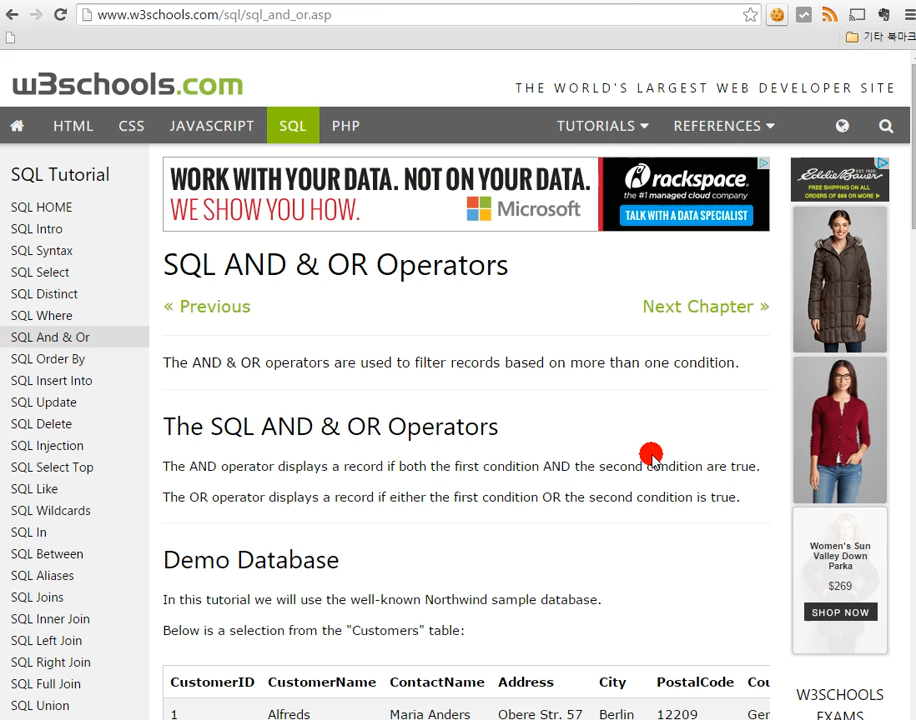 www.w3schools.com/sql/sql_and_or.asp
기타 북마크
w3schools.com
THE WORLD'S LARGEST WEB DEVELOPER SITE
HTML CSS JAVASCRIPT SQL PHP TUTORIALS REFERENCES
SQL Tutorial
SQL HOME
SQL Intro
SQL Syntax
SQL Select
SQL Distinct
SQL Where
SQL And & Or
SQL Order By
SQL Insert Into
SQL Update
SQL Delete
SQL Injection
SQL Select Top
SQL Like
SQL Wildcards
SQL In
SQL Between
SQL Aliases
SQL Joins
SQL Inner Join
SQL Left Join
SQL Right Join
SQL Full Join
SQL Union
WORK WITH YOUR DATA. NOT ON YOUR DATA.
WE SHOW YOU HOW.
Microsoft
rackspace.
the #1 managed cloud company
TALK WITH A DATA SPECIALIST
SQL AND & OR Operators
« Previous
Next Chapter »
The AND & OR operators are used to filter records based on more than one condition.
The SQL AND & OR Operators
The AND operator displays a record if both the first condition AND the second condition are true.
The OR operator displays a record if either the first condition OR the second condition is true.
Demo Database
In this tutorial we will use the well-known Northwind sample database.
Below is a selection from the "Customers" table:
CustomerID CustomerName ContactName Address City PostalCode Cou
1 Alfreds Maria Anders Obere Str. 57 Berlin 12209 Ger
Eddie Bauer
FREE SHIPPING ON ALL
ORDERS OF $99 OR MORE
Women's Sun
Valley Down
Parka
$269
SHOP NOW
W3SCHOOLS
EXAMS